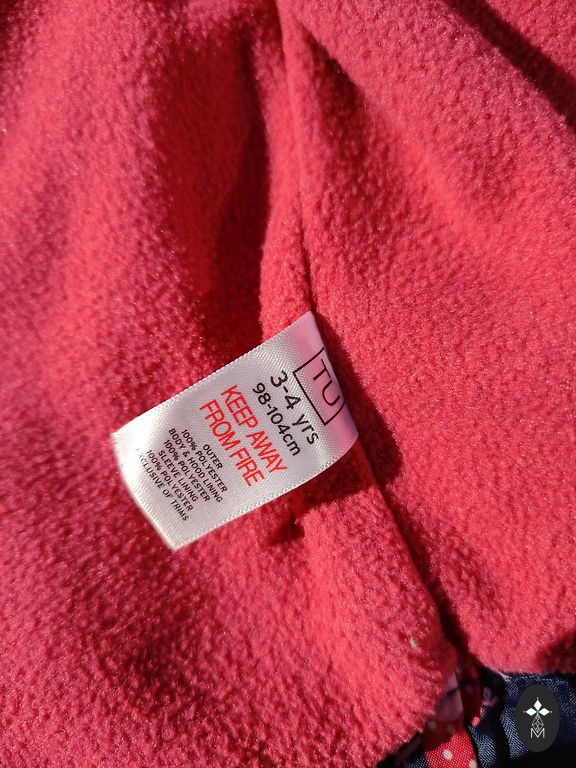 TU
3-4 yrs
98-104cm
KEEP AWAY
FROM FIRE
OUTER
100% POLYESTER
BODY & HOOD LINING
100% POLYESTER
SLEEVE LINING
100% POLYESTER
EXCLUSIVE OF TRIMS
M